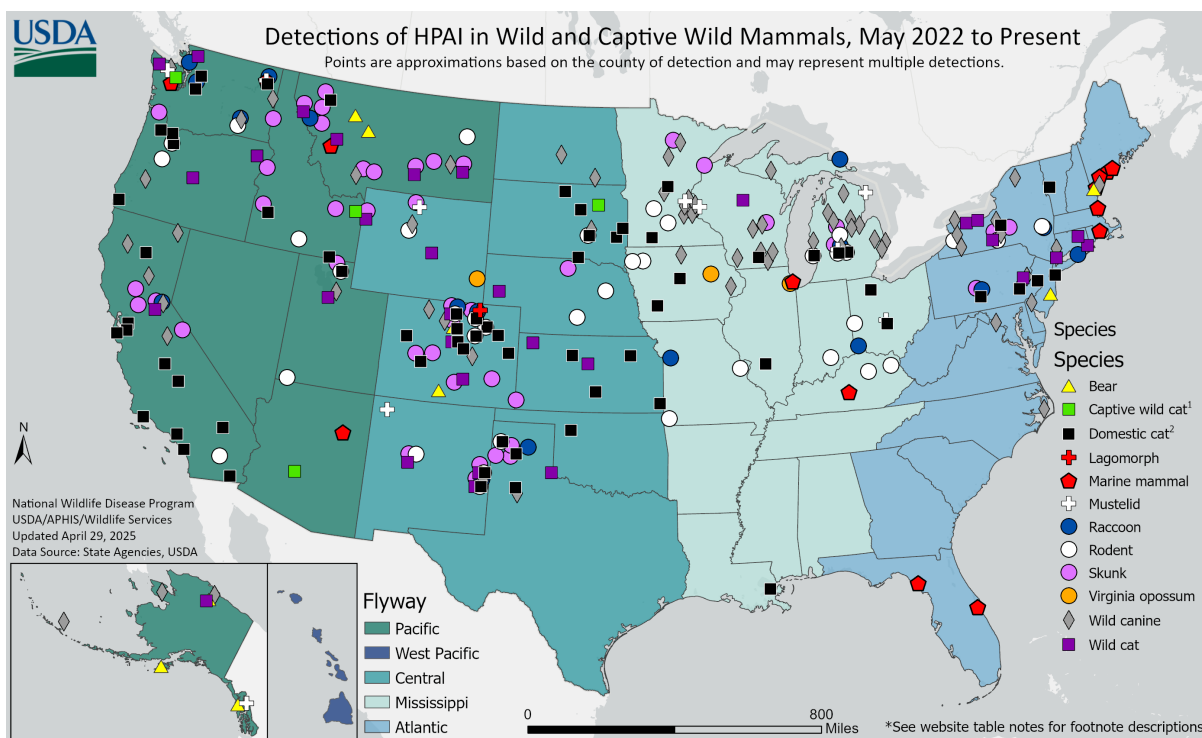 USDA
Detections of HPAI in Wild and Captive Wild Mammals, May 2022 to Present
Points are approximations based on the county of detection and may represent multiple detections.
Species
Species
Bear
Captive wild cat1
Domestic cat2
Lagomorph
Marine mammal
Mustelid
Raccoon
Rodent
Skunk
Virginia opossum
Wild canine
Wild cat
N
National Wildlife Disease Program
USDA/APHIS/Wildlife Services
Updated April 29, 2025
Data Source: State Agencies, USDA
Flyway
Pacific
West Pacific
Central
Mississippi
Atlantic
0 800
Miles
*See website table notes for footnote descriptions